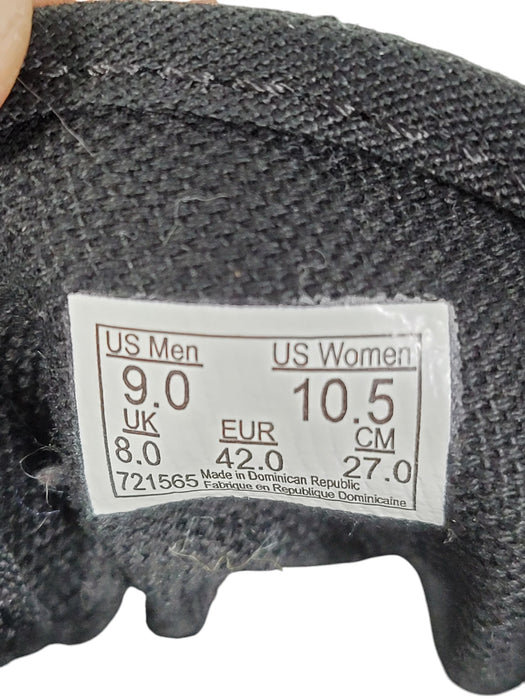 US Men US Women
9.0 10.5
UK EUR CM
8.0 42.0 27.0
721565 Made in Dominican Republic
Fabrique en Republique Dominicaine